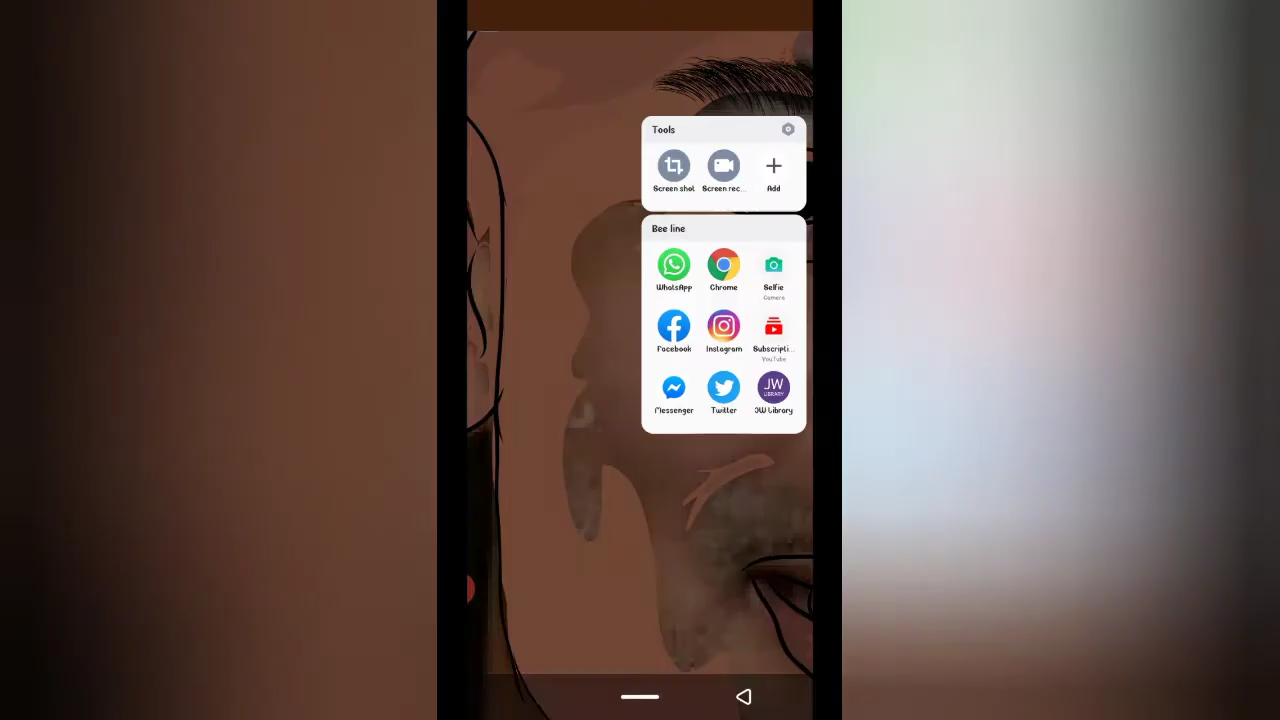 Tools
Screen shot Screen rec... Add
Bee line
WhatsApp Chrome Selfie
Camera
Facebook Instagram Subscripti...
YouTube
JW
LIBRARY
Messenger Twitter JW Library